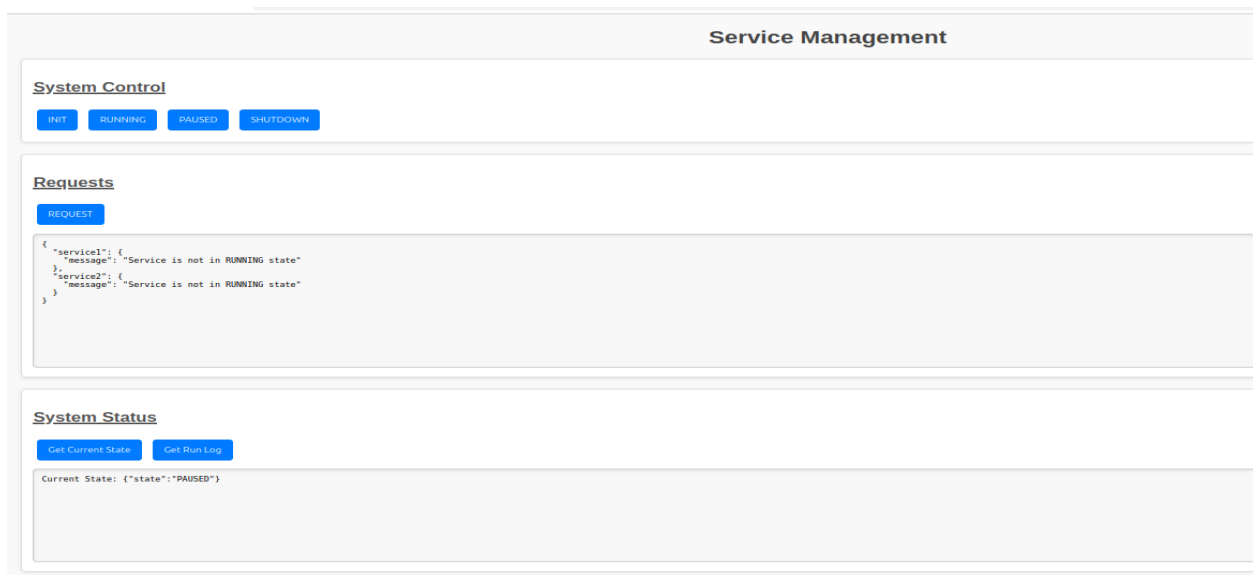 Service Management
System Control
INIT RUNNING PAUSED SHUTDOWN
Requests
REQUEST
{
  "service1": {
    "message": "Service is not in RUNNING state"
  },
  "service2": {
    "message": "Service is not in RUNNING state"
  }
}
System Status
Get Current State Get Run Log
Current State: {"state":"PAUSED"}